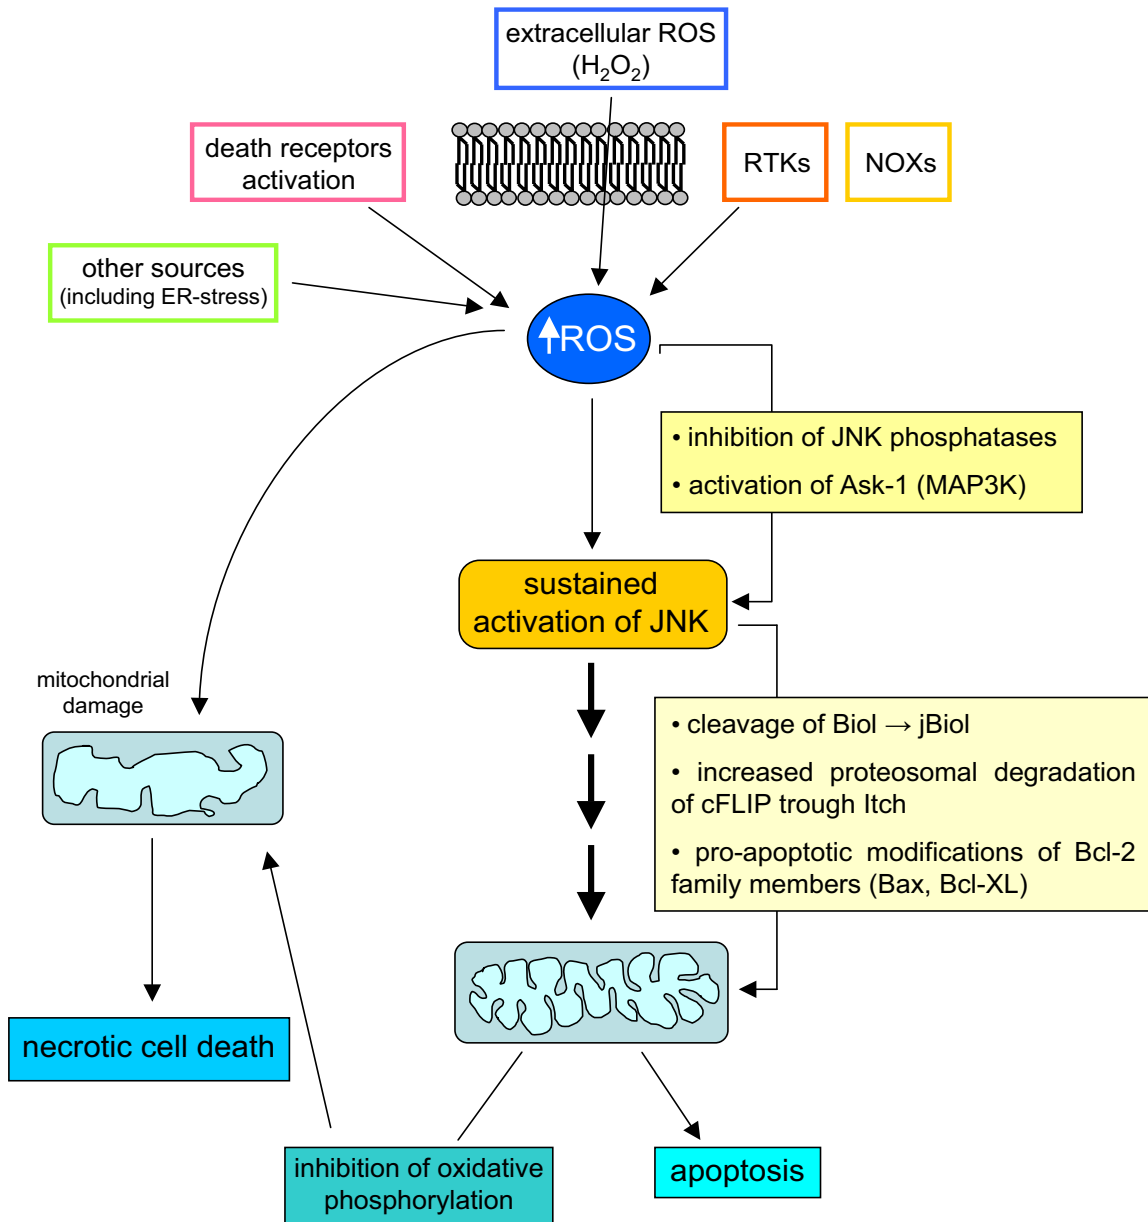 extracellular ROS
(H₂O₂)
death receptors
activation
RTKs
NOXs
other sources
(including ER-stress)
ROS
• inhibition of JNK phosphatases
• activation of Ask-1 (MAP3K)
sustained
activation of JNK
mitochondrial
damage
• cleavage of Biol → jBiol
• increased proteosomal degradation
of cFLIP trough Itch
• pro-apoptotic modifications of Bcl-2
family members (Bax, Bcl-XL)
necrotic cell death
inhibition of oxidative
phosphorylation
apoptosis